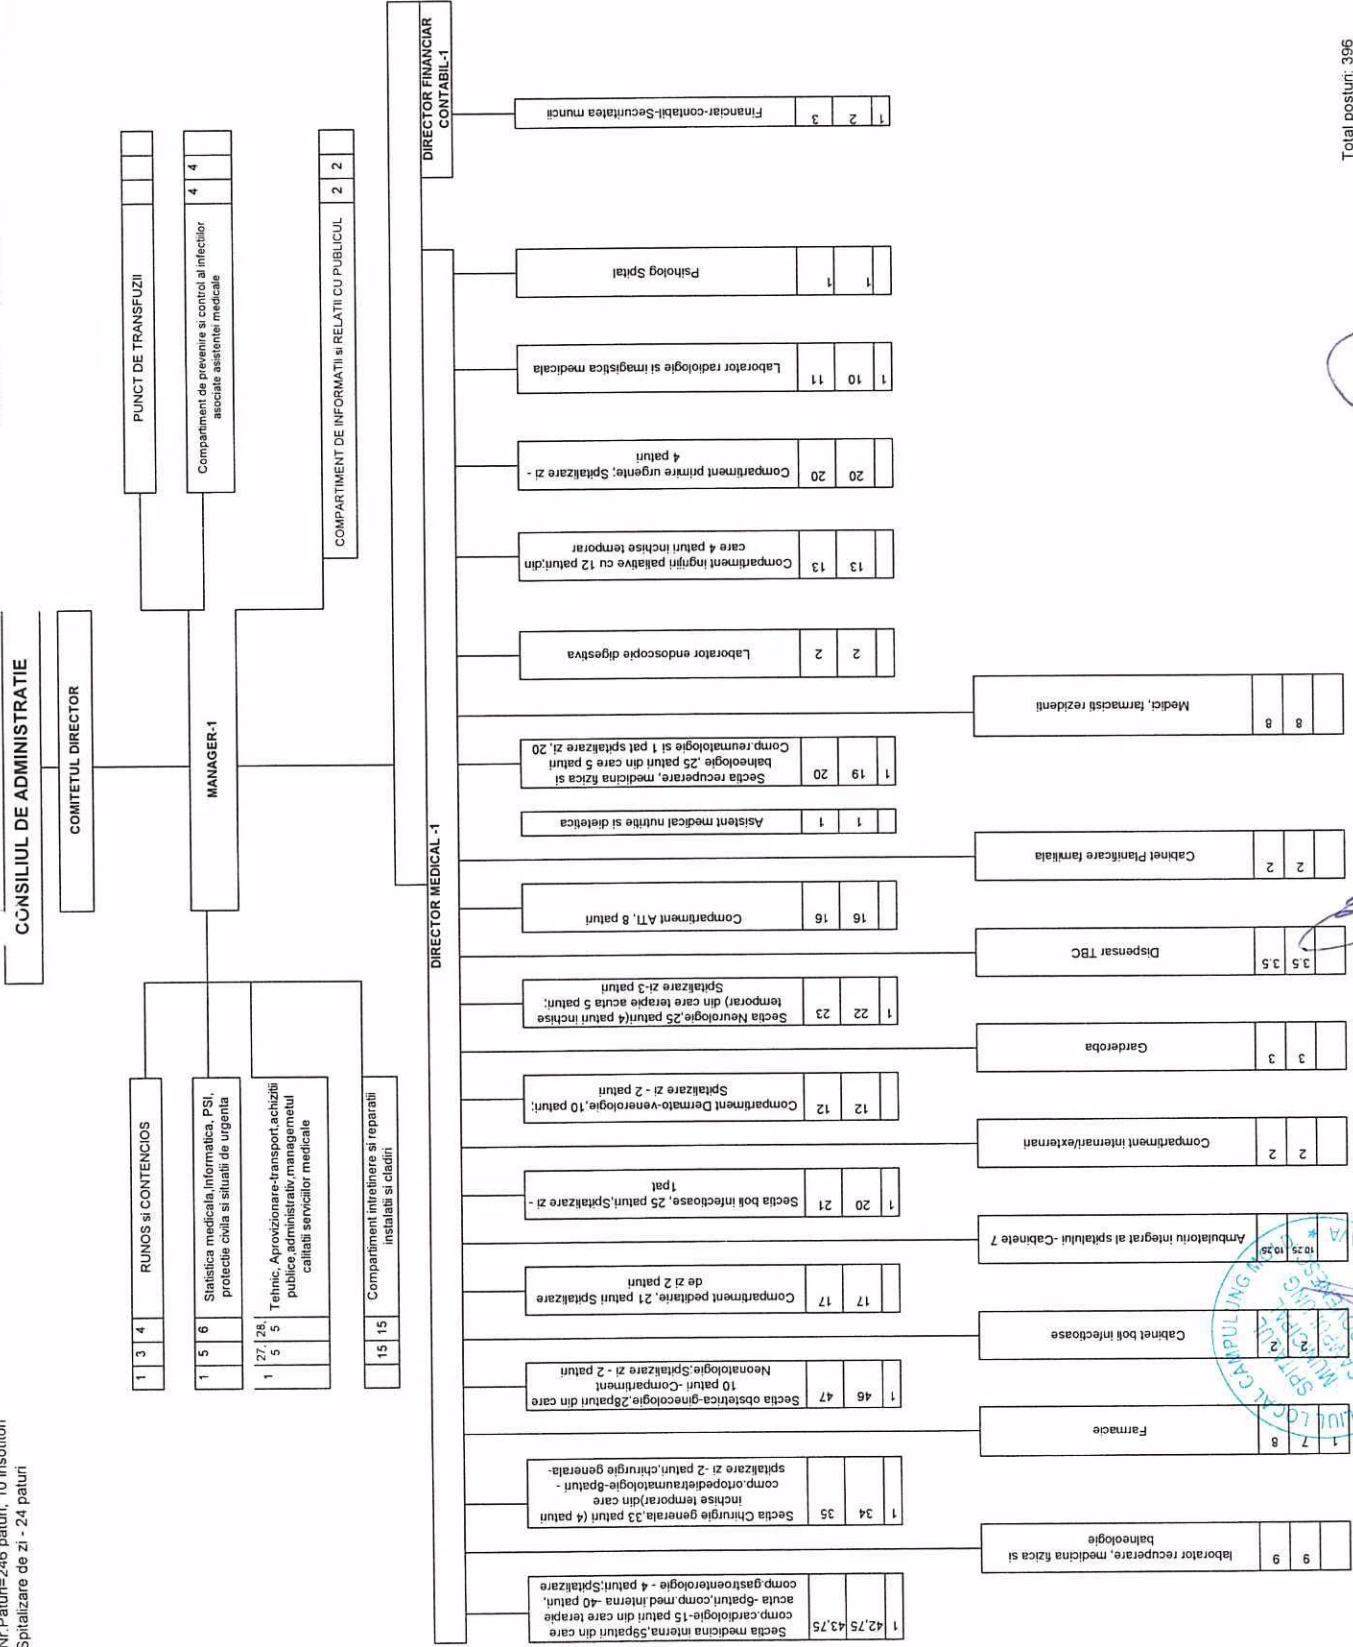 Nr.Paturi=246 paturi, 10 insotitori
Spitalizare de zi - 24 paturi
CONSILIUL DE ADMINISTRATIE
COMITETUL DIRECTOR
MANAGER-1
PUNCT DE TRANSFUZII
Compartiment de prevenire si control al infectiilor
asociate asistentei medicale
4 4
COMPARTIMENT DE INFORMATII si RELATII CU PUBLICUL
2 2
1 3 4
RUNOS si CONTENCIOS
1 5 6
Statistica medicala,Informatica, PSI,
protectie civila si situatii de urgenta
1 27, 28,
5 5
Tehnic, Aprovizionare-transport,achizitii
publice,administrativ,managemetul
calitatii serviciilor medicale
15 15
Compartiment intretinere si reparatii
instalatii si cladiri
DIRECTOR MEDICAL -1
DIRECTOR FINANCIAR
CONTABIL-1
Sectia medicina interna,59paturi din care
comp.cardiologie-15 paturi din care terapie
acuta -6paturi,comp.med.interna -40 paturi,
comp.gastroenterologie - 4 paturi;Spitalizare
1 42,75 43,75
Sectia Chirurgie generala,33 paturi (4 paturi
inchise temporar)din care
comp.ortopedietraumatologie-8paturi -
spitalizare zi -2 paturi,chirurgie generala-
1 34 35
Sectia obstetrica-ginecologie,28paturi din care
10 paturi -Compartiment
Neonatologie;Spitalizare zi - 2 paturi
1 46 47
Compartiment peditarie, 21 paturi Spitalizare
de zi 2 paturi
17 17
Sectia boli infectioase, 25 paturi,Spitalizare zi -
1pat
1 20 21
Compartiment Dermato-venerologie,10 paturi;
Spitalizare zi - 2 paturi
12 12
Sectia Neurologie,25 paturi(4 paturi inchise
temporar) din care terapie acuta 5 paturi;
Spitalizare zi-3 paturi
1 22 23
Compartiment ATI, 8 paturi
16 16
Asistent medical nutritie si dietetica
1 1
Sectia recuperare, medicina fizica si
balneologie ,25 paturi din care 5 paturi
Comp.reumatologie si 1 pat spitalizare zi, 20
1 19 20
Laborator endoscopie digestiva
2 2
Compartiment ingrijiri paliative cu 12 paturi;din
care 4 paturi inchise temporar
13 13
Compartiment primire urgente; Spitalizare zi -
4 paturi
20 20
Laborator radiologie si imagistica medicala
1 10 11
Psiholog Spital
1 1
Financiar-contabil-Securitatea muncii
1 2 3
laborator recuperare, medicina fizica si
balneologie
9 9
Farmacie
1 7 8
Cabinet boli infectioase
2 2
Ambulatoriu integrat al spitalului -Cabinete 7
10.25 10.25
Compartiment internari/externari
2 2
Garderoba
3 3
Dispensar TBC
3.5 3.5
Cabinet Planificare familiala
2 2
Medici, farmacisti rezidenti
8 8
Total posturi: 396
LOCAL CAMPULUNG
SPITALUL
MUNICIPAL